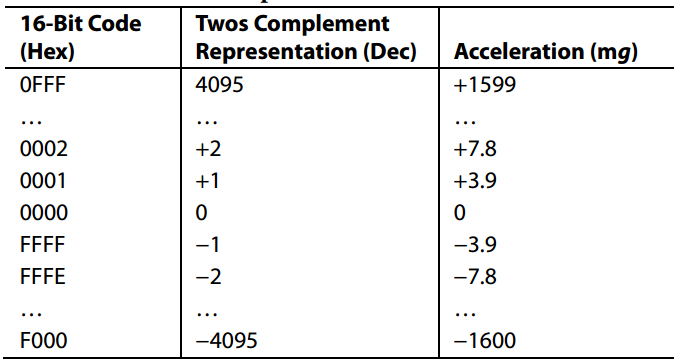 16-Bit Code (Hex) Twos Complement Representation (Dec) Acceleration (mg)
0FFF 4095 +1599
… … …
0002 +2 +7.8
0001 +1 +3.9
0000 0 0
FFFF −1 −3.9
FFFE −2 −7.8
… … …
F000 −4095 −1600